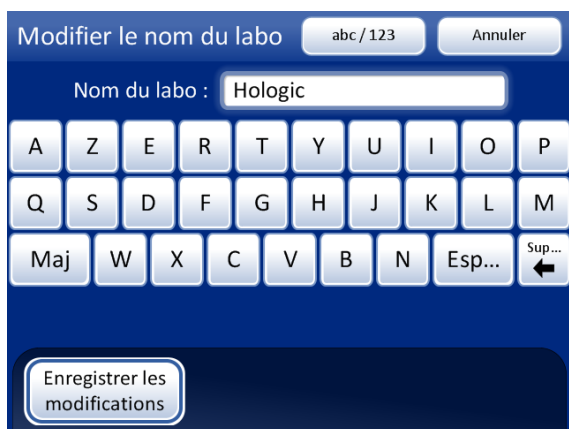 Modifier le nom du labo abc / 123 Annuler
Nom du labo : Hologic
A Z E R T Y U I O P
Q S D F G H J K L M
Maj W X C V B N Esp... Sup...
Enregistrer les
modifications